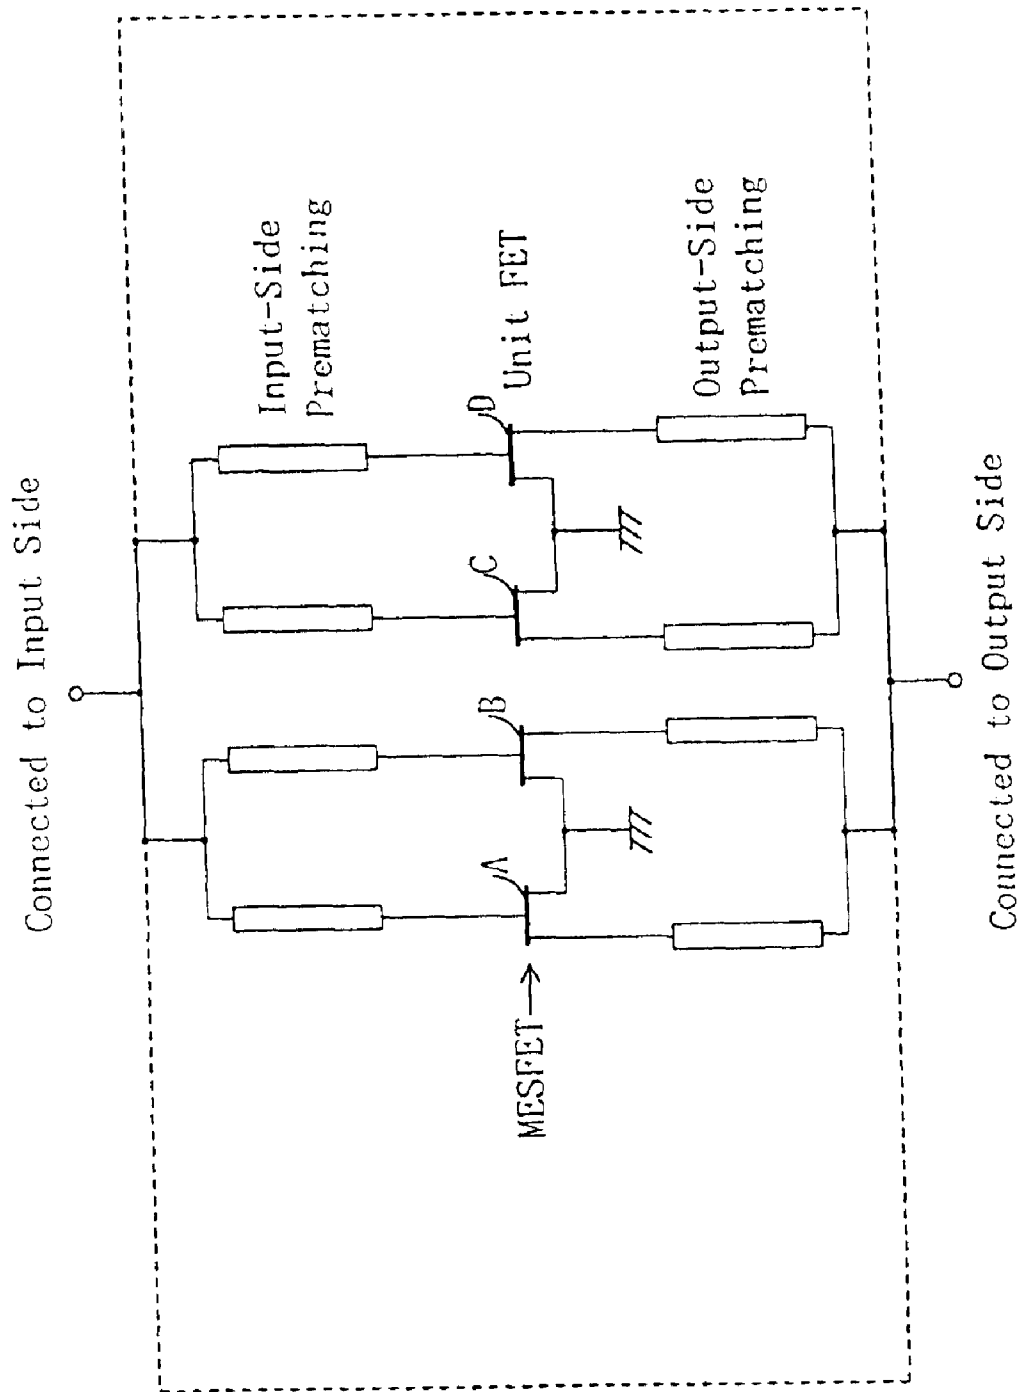 Connected to Input Side
Input-Side
Prematching
D
Unit FET
C
B
A
MESFET
Output-Side
Prematching
Connected to Output Side